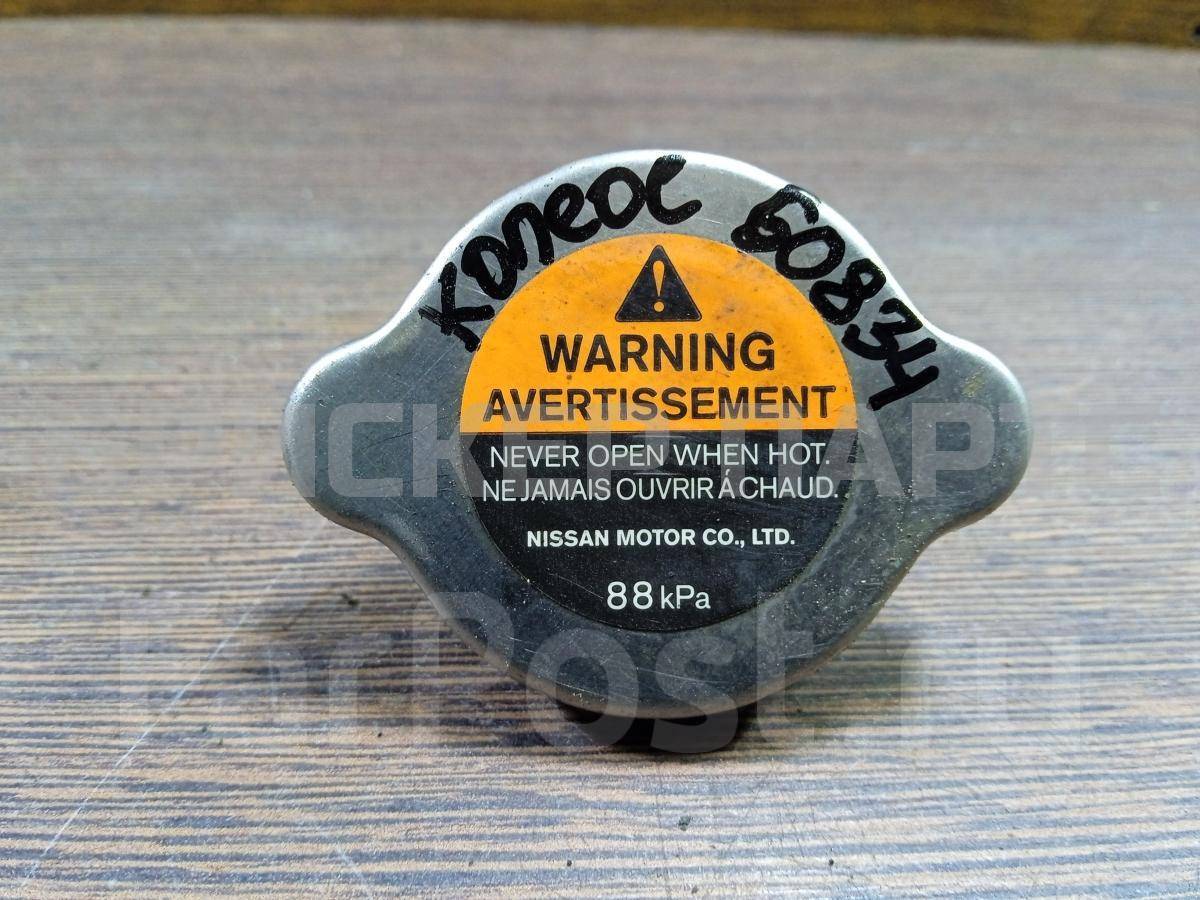 Колеос 60834
WARNING
AVERTISSEMENT
NEVER OPEN WHEN HOT.
NE JAMAIS OUVRIR Á CHAUD.
NISSAN MOTOR CO., LTD.
88 kPa